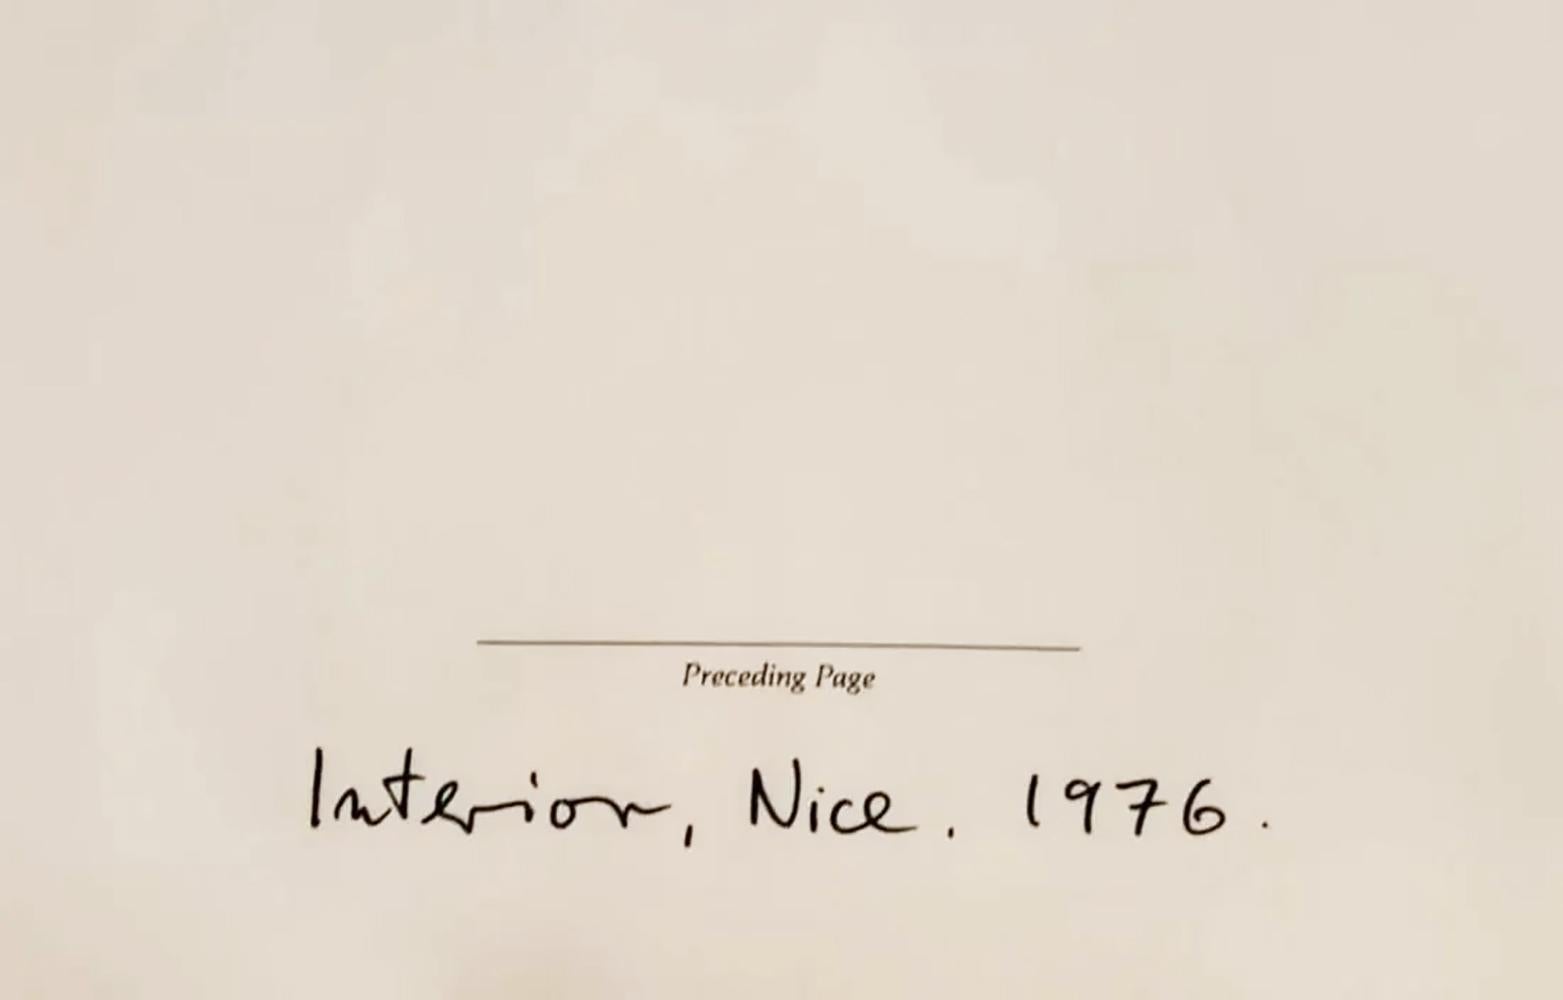 Preceding Page
Interior, Nice. 1976.